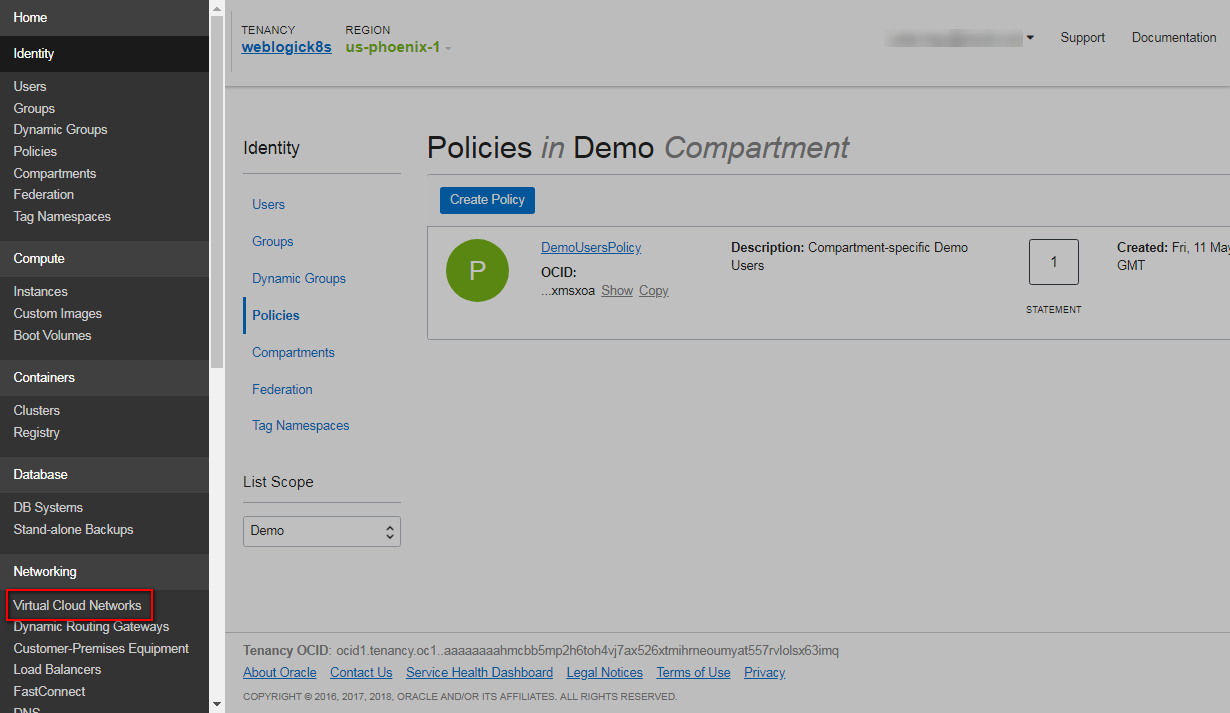 Home
Identity
Users
Groups
Dynamic Groups
Policies
Compartments
Federation
Tag Namespaces
Compute
Instances
Custom Images
Boot Volumes
Containers
Clusters
Registry
Database
DB Systems
Stand-alone Backups
Networking
Virtual Cloud Networks
Dynamic Routing Gateways
Customer-Premises Equipment
Load Balancers
FastConnect
DNS
TENANCY
weblogick8s
REGION
us-phoenix-1
Support
Documentation
Identity
Users
Groups
Dynamic Groups
Policies
Compartments
Federation
Tag Namespaces
List Scope
Demo
Policies in Demo Compartment
Create Policy
P
DemoUsersPolicy
OCID:
...xmsxoa Show Copy
Description: Compartment-specific Demo
Users
1
STATEMENT
Created: Fri, 11 May
GMT
Tenancy OCID: ocid1.tenancy.oc1..aaaaaaaahmcbb5mp2h6toh4vj7ax526xtmihrneoumyat557rvlolsx63imq
About Oracle Contact Us Service Health Dashboard Legal Notices Terms of Use Privacy
COPYRIGHT © 2016, 2017, 2018, ORACLE AND/OR ITS AFFILIATES. ALL RIGHTS RESERVED.